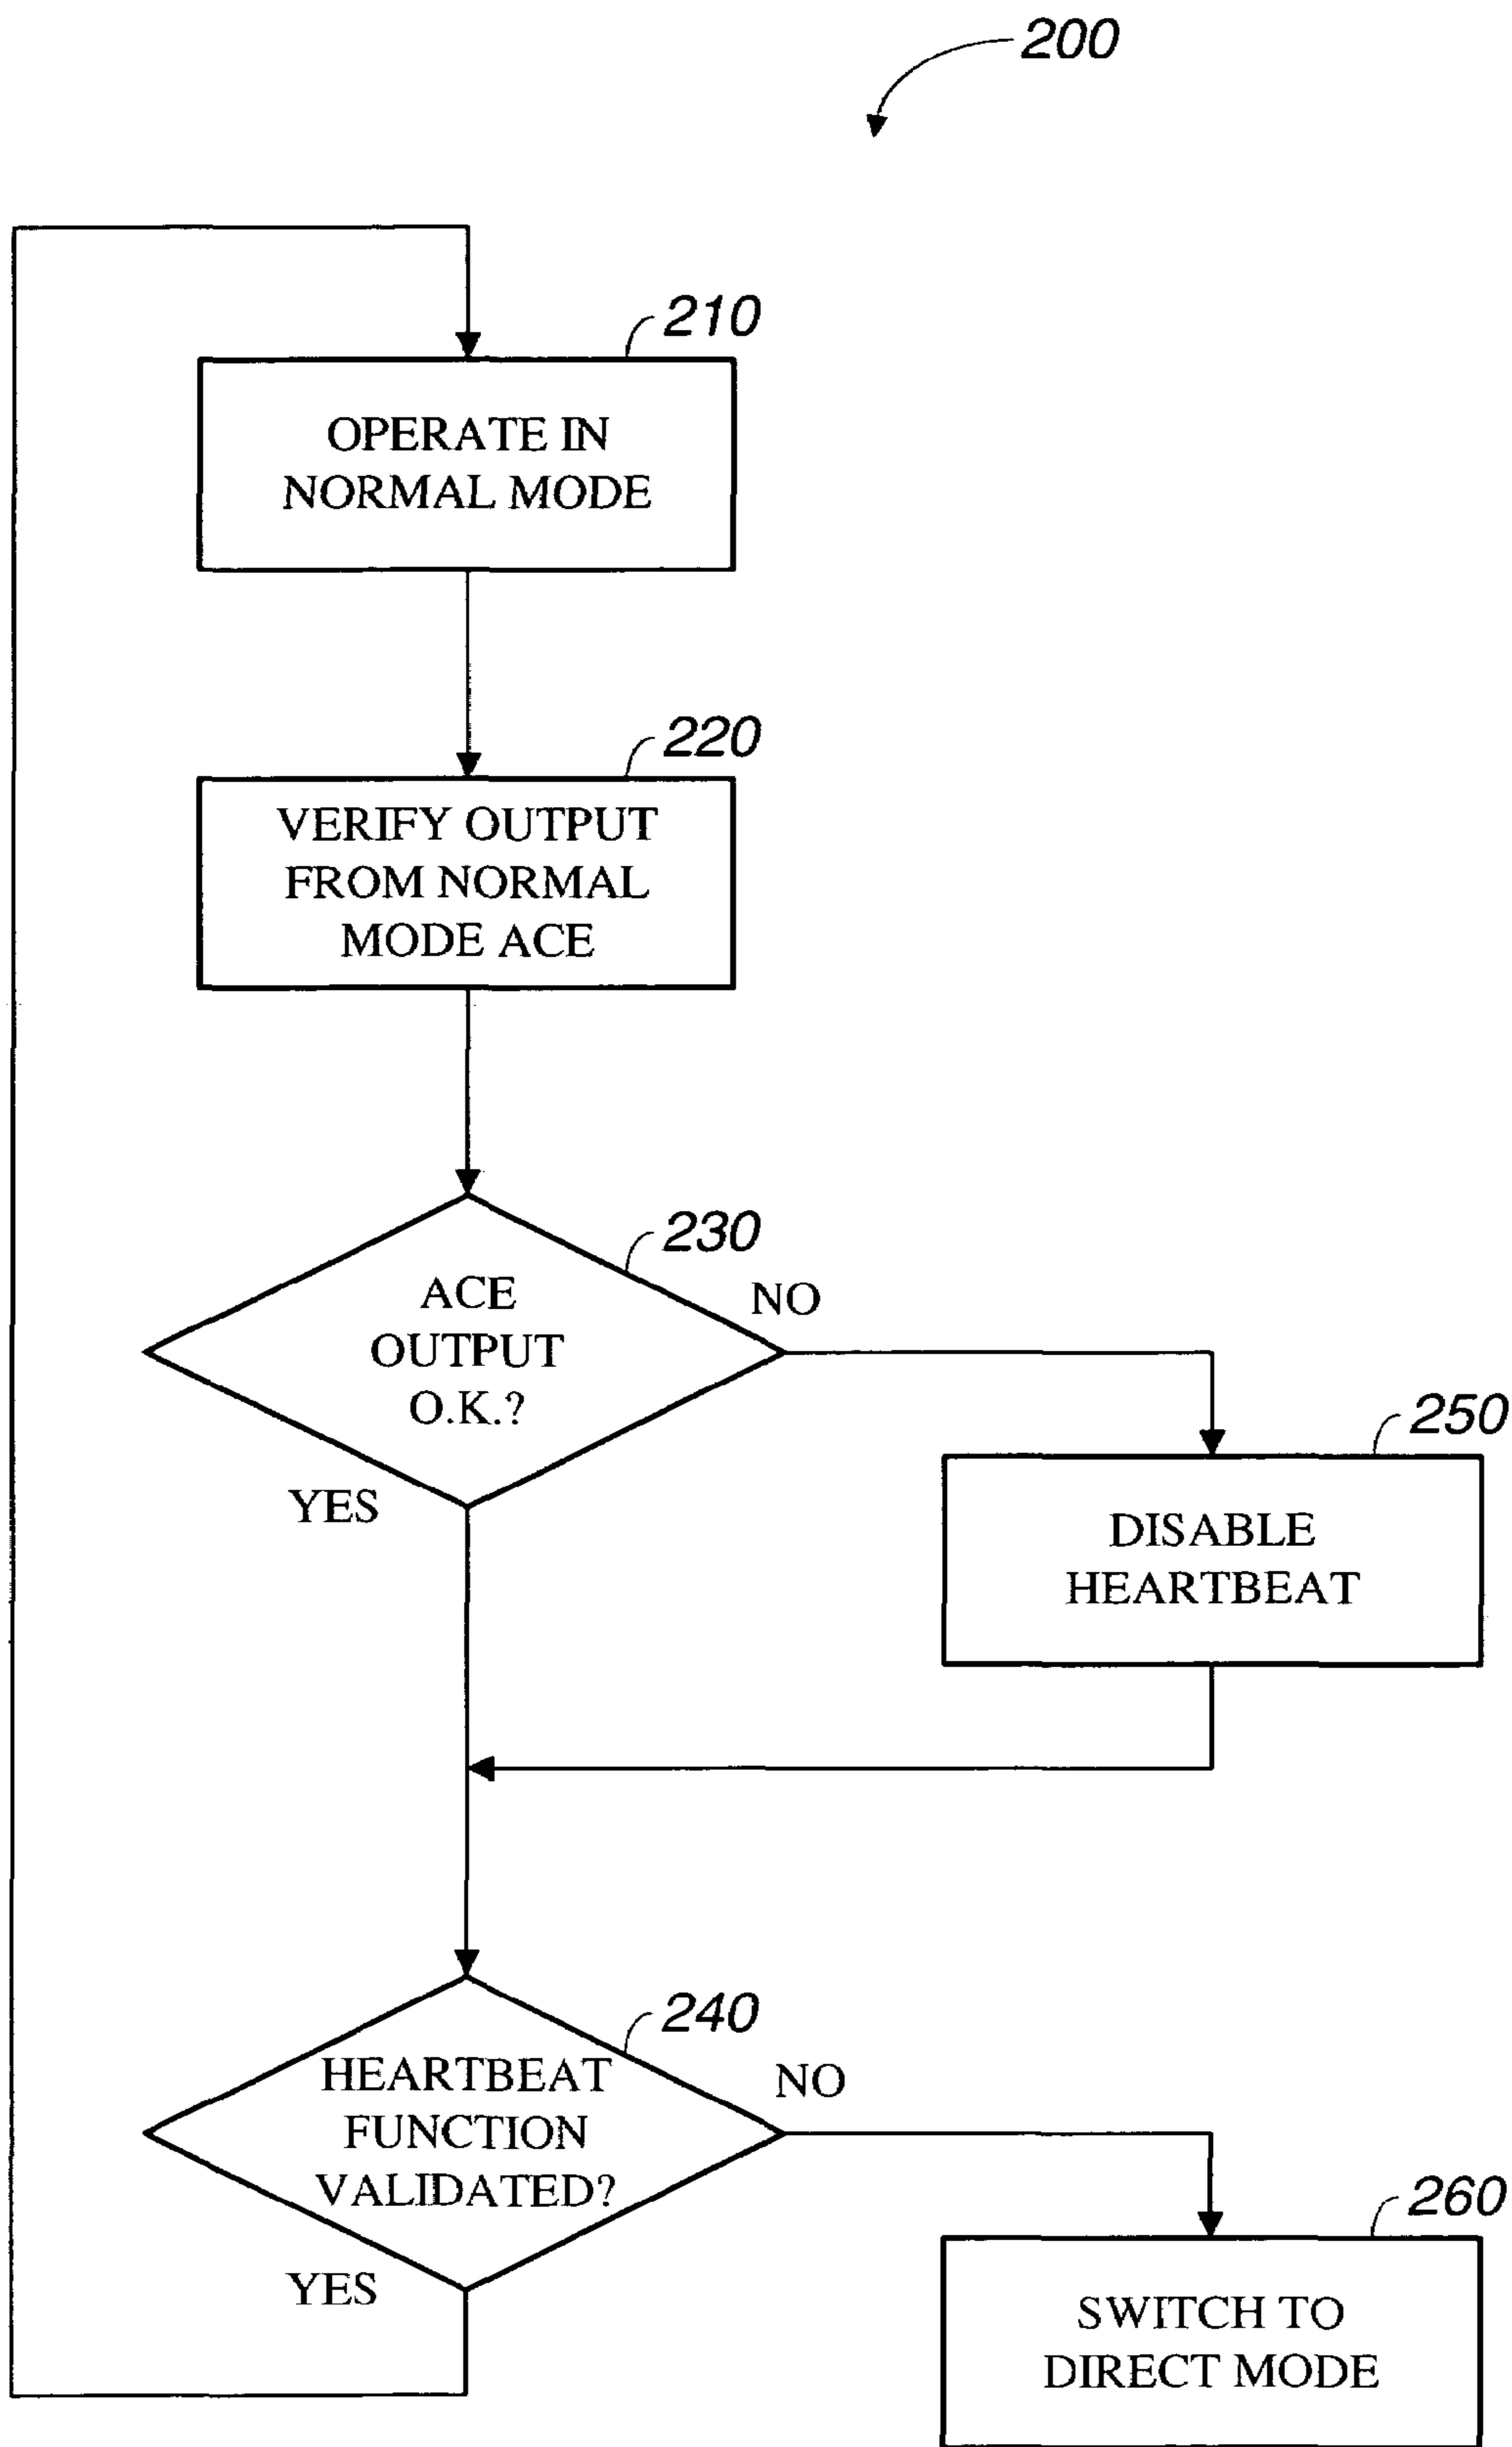 200
210
OPERATE IN
NORMAL MODE
220
VERIFY OUTPUT
FROM NORMAL
MODE ACE
230
ACE
OUTPUT
O.K.?
NO
YES
250
DISABLE
HEARTBEAT
240
HEARTBEAT
FUNCTION
VALIDATED?
NO
YES
260
SWITCH TO
DIRECT MODE